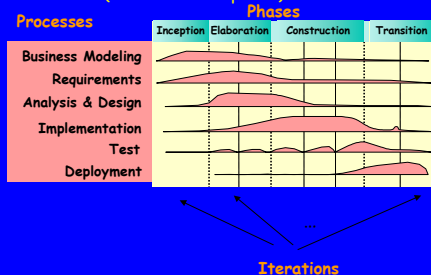 Phases
Processes
Inception Elaboration Construction Transition
Business Modeling
Requirements
Analysis & Design
Implementation
Test
Deployment
....
Iterations